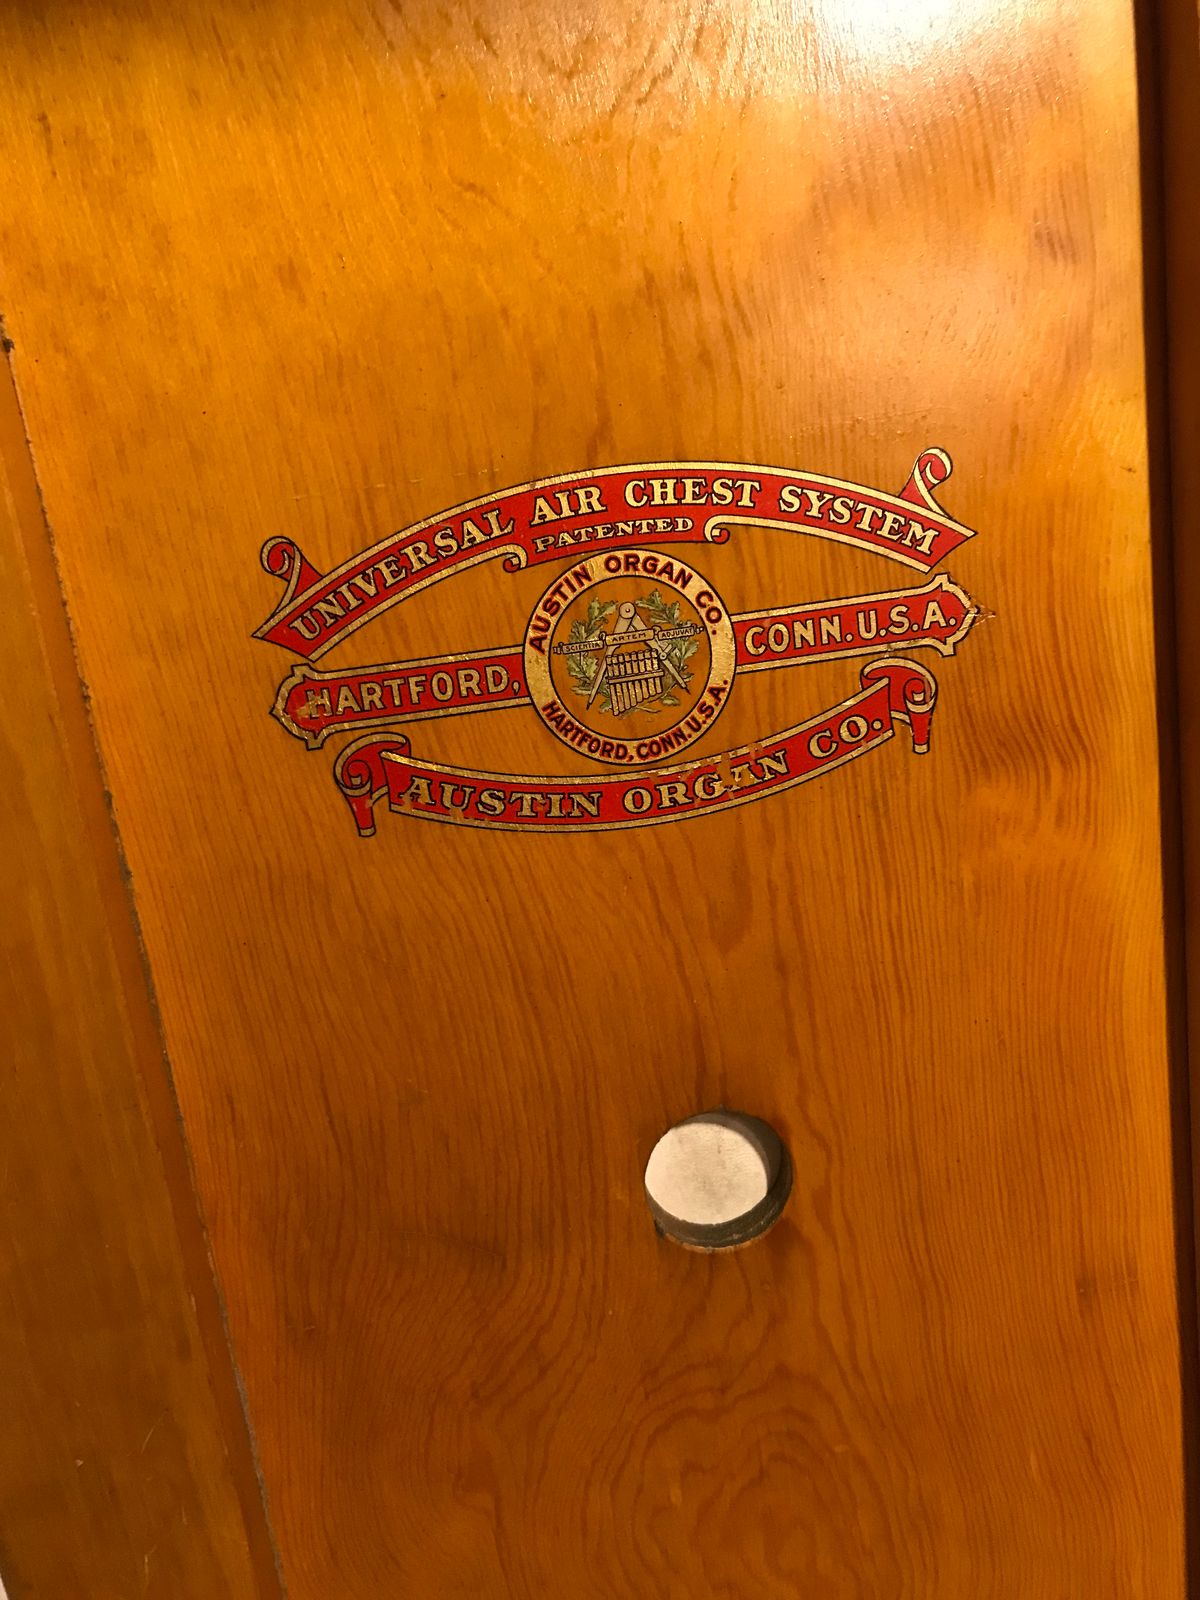 UNIVERSAL AIR CHEST SYSTEM
PATENTED
AUSTIN ORGAN CO.
SCIENTIA ARTEM ADJUVAT
HARTFORD, CONN. U.S.A.
HARTFORD, CONN.U.S.A.
AUSTIN ORGAN CO.